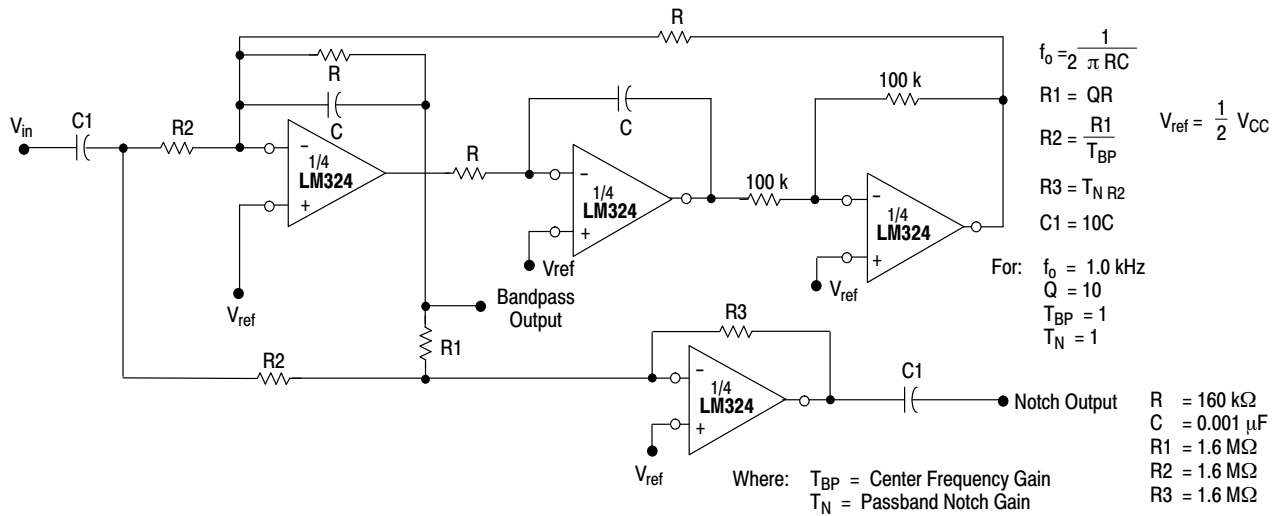 R
R
C
C1
V_in
R2
1/4
LM324
−
+
V_ref
R
C
1/4
LM324
−
+
Vref
100 k
100 k
1/4
LM324
−
+
V_ref
f_o = 1
2 π RC
R1 = QR
R2 = R1
T_BP
R3 = T_N R2
C1 = 10C
V_ref = 1/2 V_CC
For: f_o = 1.0 kHz
Q = 10
T_BP = 1
T_N = 1
Bandpass
Output
R1
R2
R3
1/4
LM324
−
+
V_ref
C1
Notch Output
R = 160 kΩ
C = 0.001 μF
R1 = 1.6 MΩ
R2 = 1.6 MΩ
R3 = 1.6 MΩ
Where: T_BP = Center Frequency Gain
T_N = Passband Notch Gain